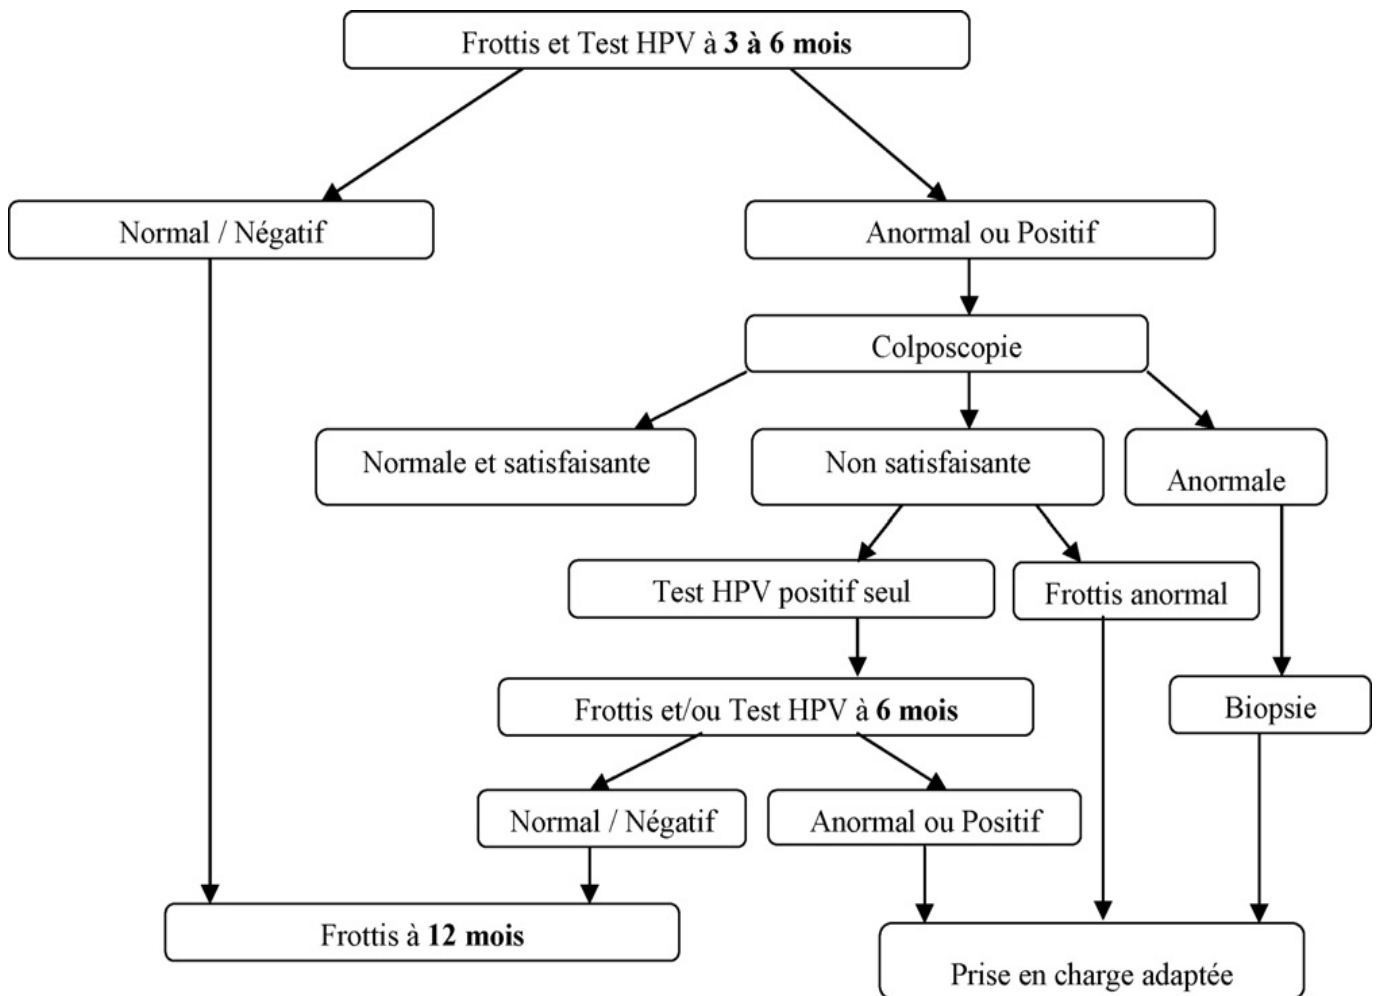 Frottis et Test HPV à 3 à 6 mois
Normal / Négatif
Anormal ou Positif
Colposcopie
Normale et satisfaisante
Non satisfaisante
Anormale
Test HPV positif seul
Frottis anormal
Frottis et/ou Test HPV à 6 mois
Biopsie
Normal / Négatif
Anormal ou Positif
Frottis à 12 mois
Prise en charge adaptée